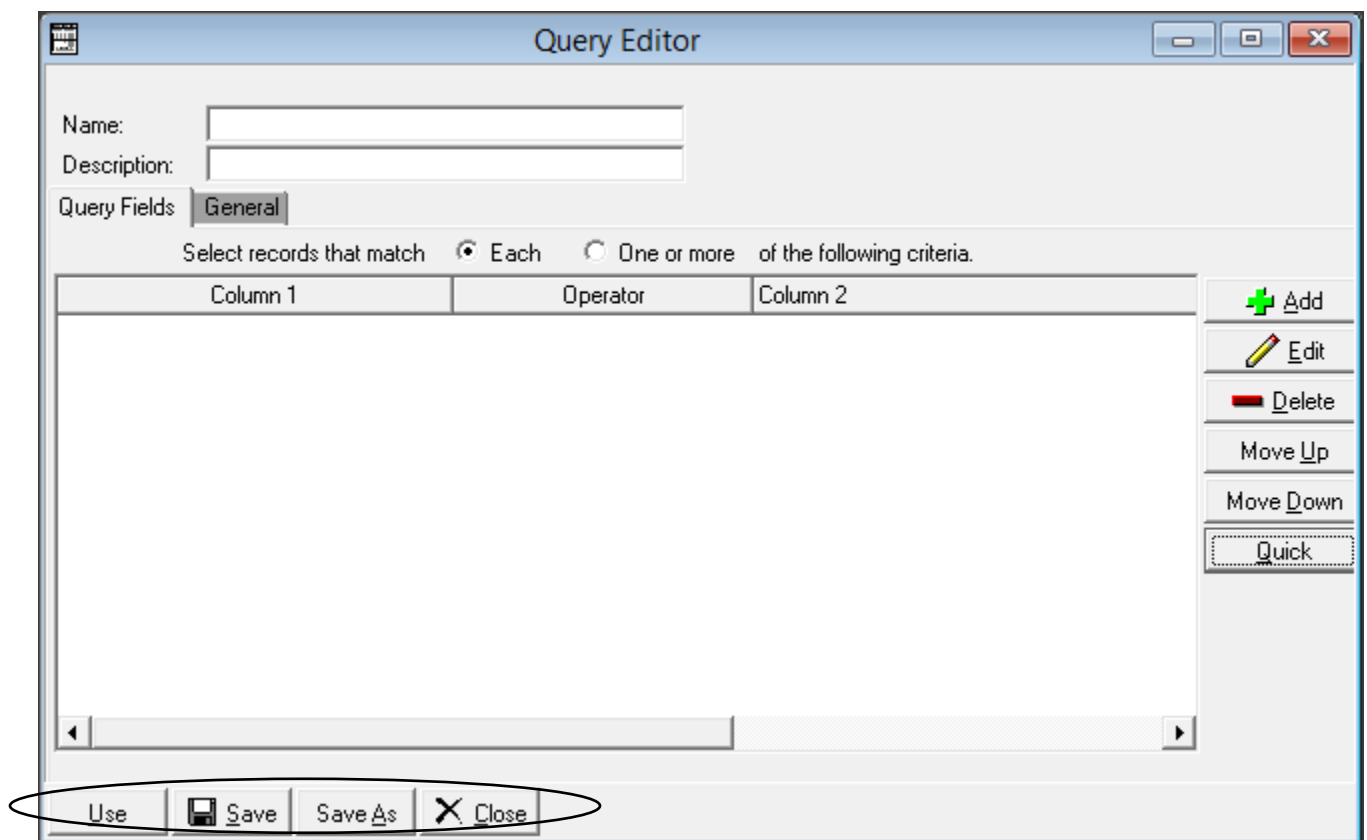 Query Editor
Name:
Description:
Query Fields General
Select records that match Each One or more of the following criteria.
Column 1 Operator Column 2
Add
Edit
Delete
Move Up
Move Down
Quick
Use Save Save As Close